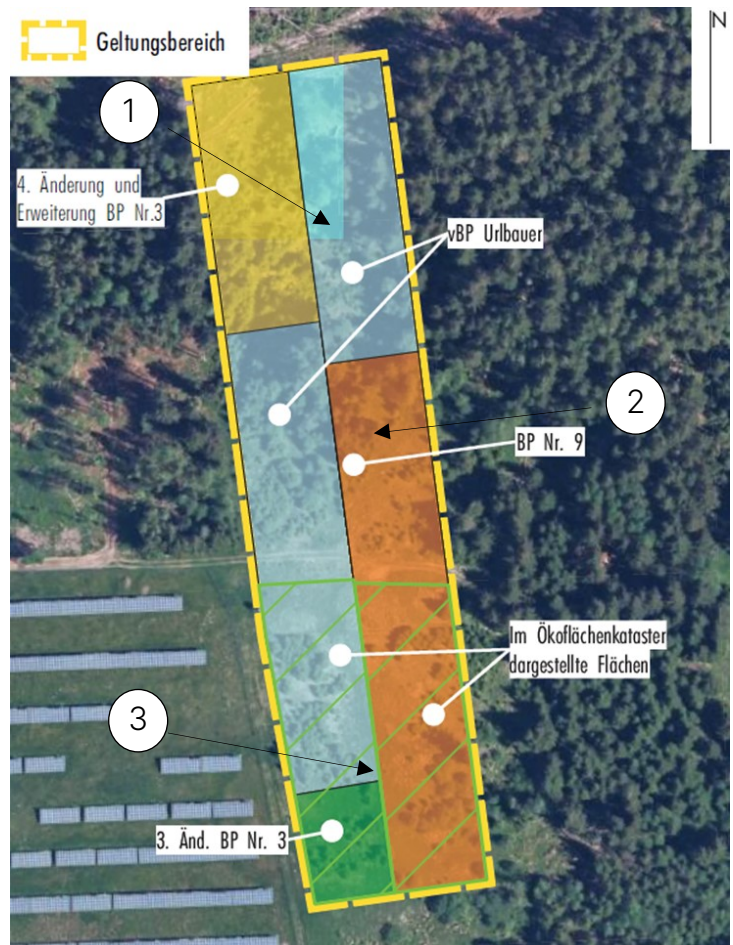 Geltungsbereich
N
1
4. Änderung und
Erweiterung BP Nr.3
vBP Urlbauer
2
BP Nr. 9
Im Ökoflächenkataster
dargestellte Flächen
3
3. Änd. BP Nr. 3